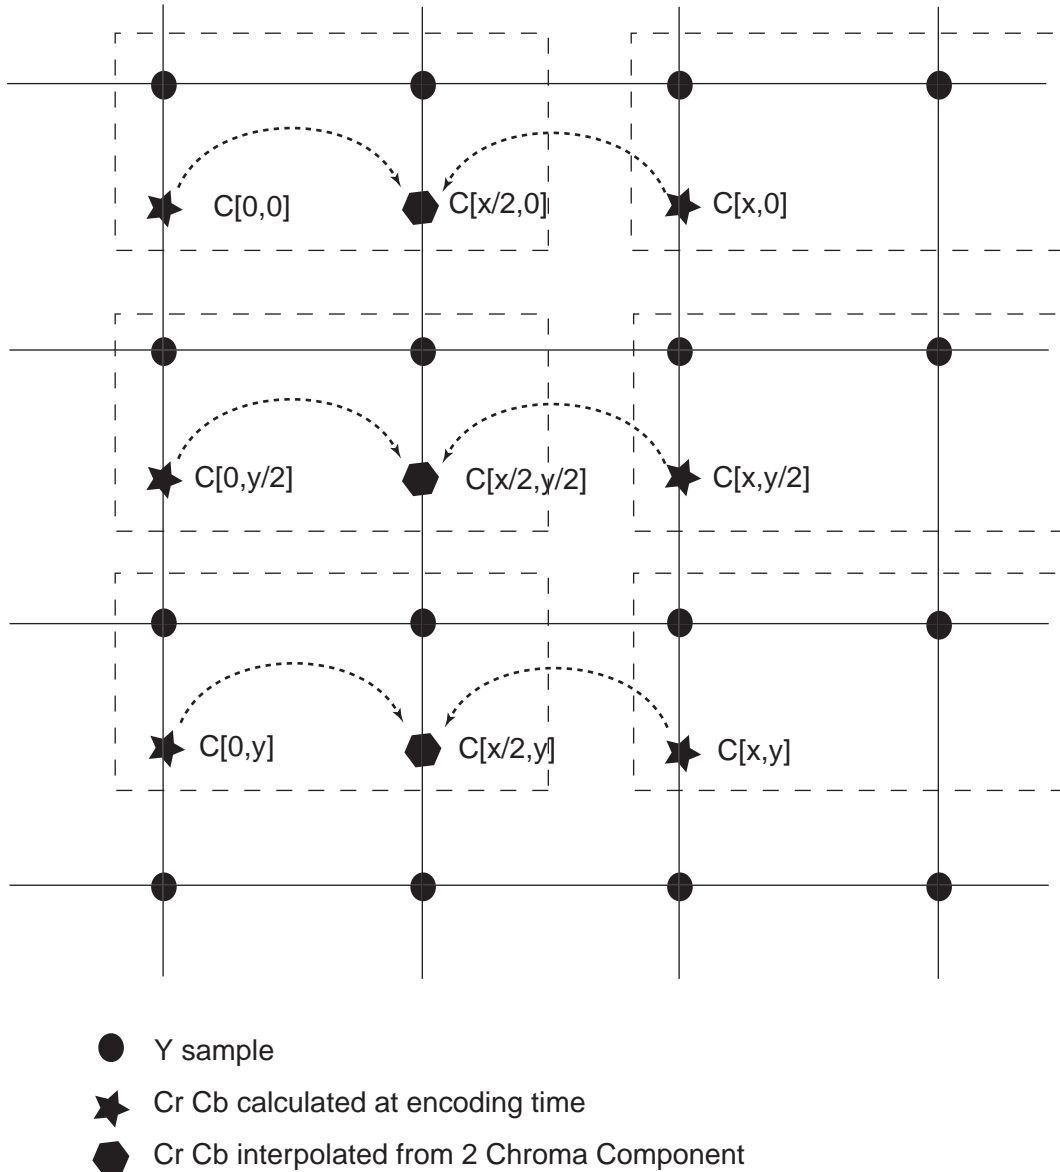 C[0,0]
C[x/2,0]
C[x,0]
C[0,y/2]
C[x/2,y/2]
C[x,y/2]
C[0,y]
C[x/2,y]
C[x,y]
Y sample
Cr Cb calculated at encoding time
Cr Cb interpolated from 2 Chroma Component